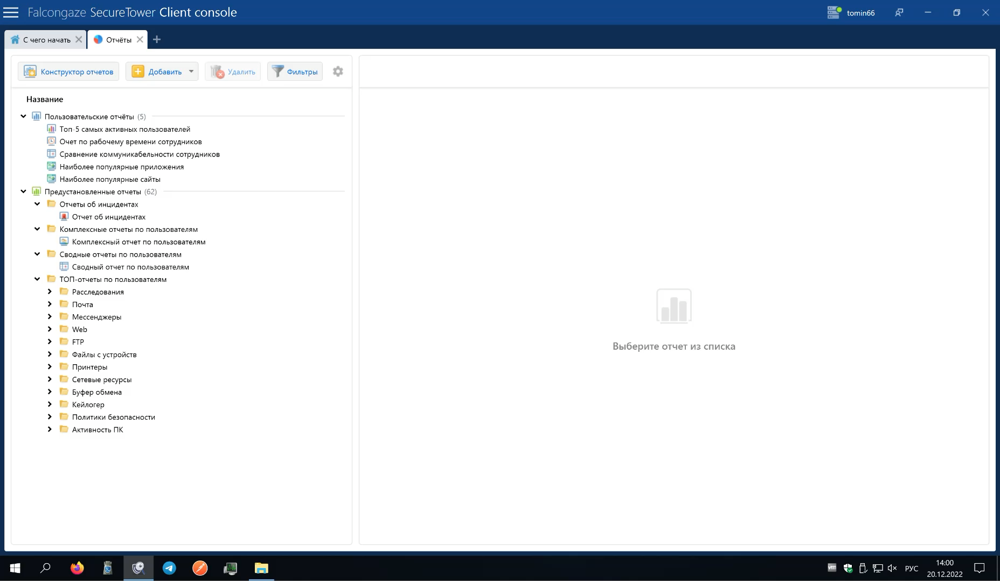 Falcongaze SecureTower Client console
tomin66
С чего начать
Отчёты
Конструктор отчетов
Добавить
Удалить
Фильтры
Название
Пользовательские отчёты (5)
Топ-5 самых активных пользователей
Очет по рабочему времени сотрудников
Сравнение коммуникабельности сотрудников
Наиболее популярные приложения
Наиболее популярные сайты
Предустановленные отчеты (62)
Отчеты об инцидентах
Отчет об инцидентах
Комплексные отчеты по пользователям
Комплексный отчет по пользователям
Сводные отчеты по пользователям
Сводный отчет по пользователям
ТОП-отчеты по пользователям
Расследования
Почта
Мессенджеры
Web
FTP
Файлы с устройств
Принтеры
Сетевые ресурсы
Буфер обмена
Кейлогер
Политики безопасности
Активность ПК
Выберите отчет из списка
vm
РУС
14:00
20.12.2022